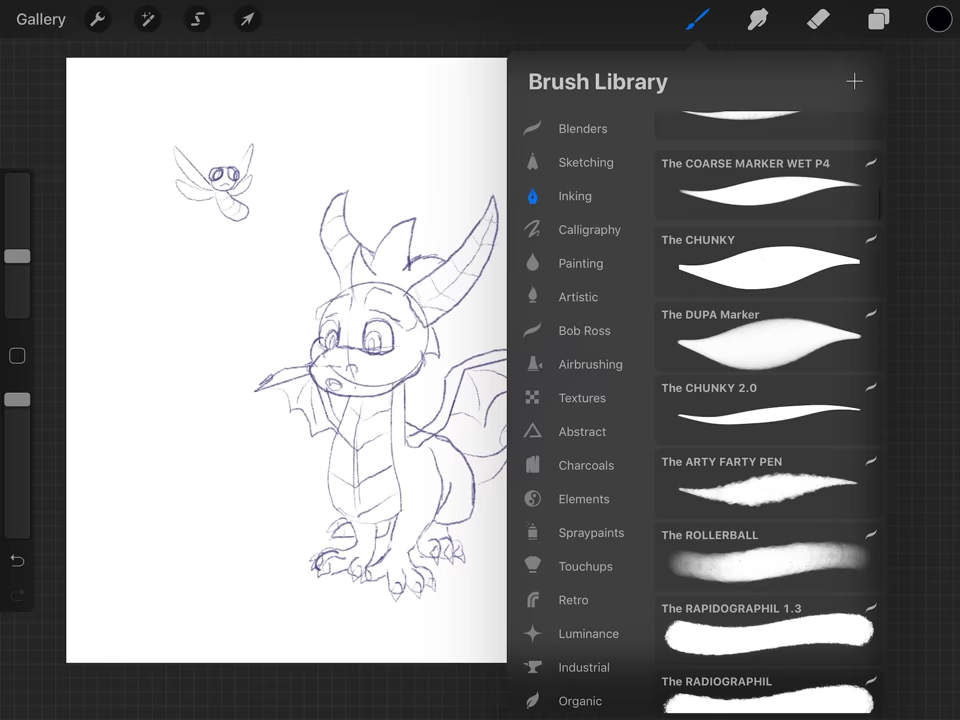 Gallery
Brush Library
Blenders
Sketching
Inking
Calligraphy
Painting
Artistic
Bob Ross
Airbrushing
Textures
Abstract
Charcoals
Elements
Spraypaints
Touchups
Retro
Luminance
Industrial
Organic
The COARSE MARKER WET P4
The CHUNKY
The DUPA Marker
The CHUNKY 2.0
The ARTY FARTY PEN
The ROLLERBALL
The RAPIDOGRAPHIL 1.3
The RADIOGRAPHIL